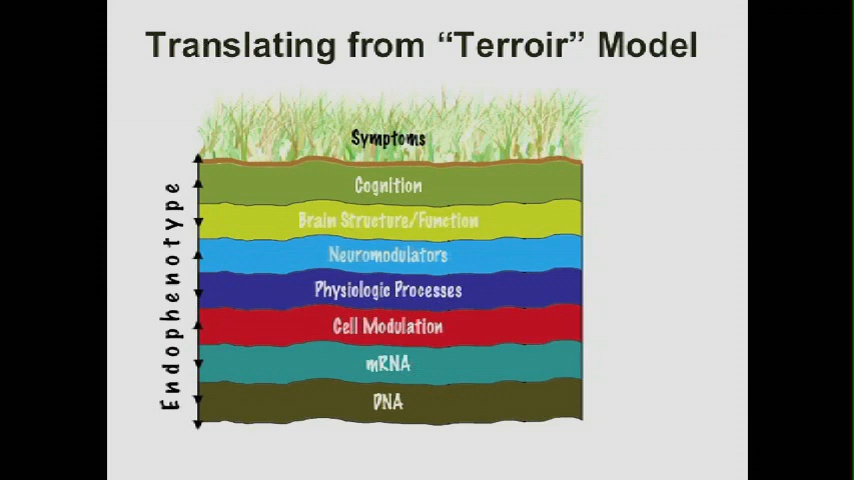 Translating from “Terroir” Model
Symptoms
Cognition
Brain Structure/Function
Neuromodulators
Physiologic Processes
Cell Modulation
mRNA
DNA
Endophenotype